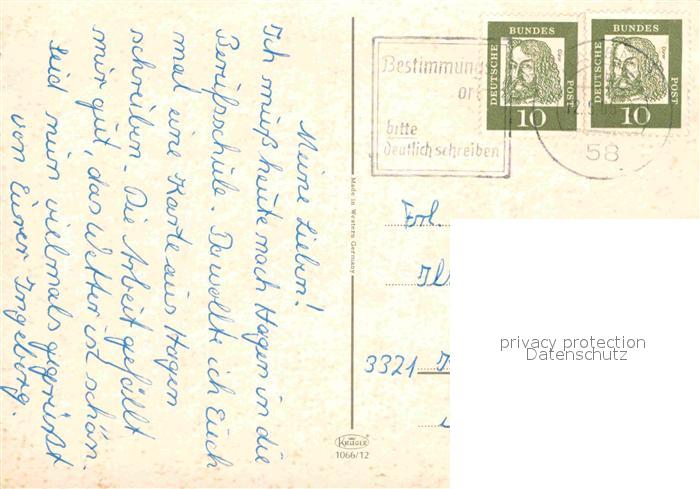 Meine Lieben!
Ich muß heute nach Hagen in die
Berufsschule. Da wollte ich Euch
mal eine Karte aus Hagen
schreiben. Die Arbeit gefällt
mir gut, das Wetter ist schön.
Seid nun vielmals gegrüßt
von Eurer Ingeborg.
Made in Western Germany
KRÜGER
1066/12
Bestimmungs
ort
bitte
deutlich schreiben
58
DEUTSCHE BUNDES POST
10
DEUTSCHE BUNDES POST
10
Frl.
3321
privacy protection
Datenschutz